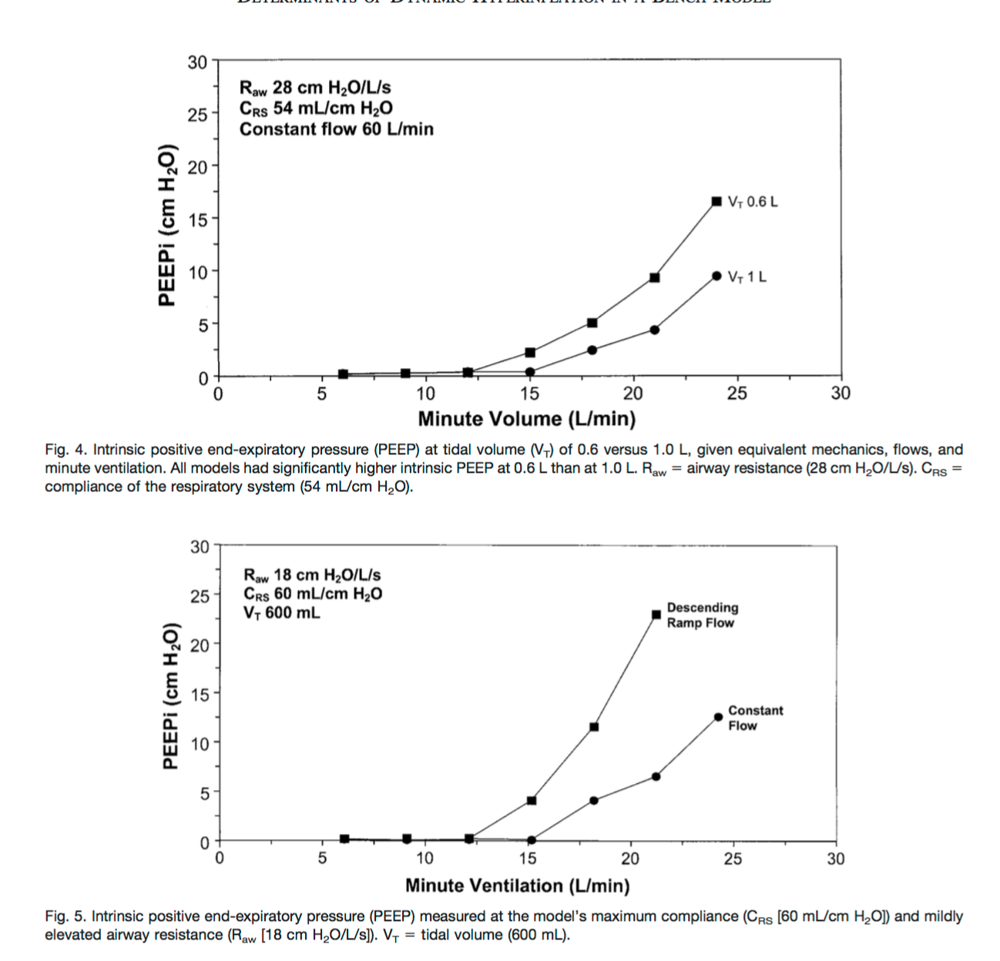 DETERMINANTS OF DYNAMIC HYPERINFLATION IN A BENCH MODEL
30
25
20
15
10
5
0
PEEPi (cm H₂O)
Raw 28 cm H₂O/L/s
CRS 54 mL/cm H₂O
Constant flow 60 L/min
VT 0.6 L
VT 1 L
0 5 10 15 20 25 30
Minute Volume (L/min)
Fig. 4. Intrinsic positive end-expiratory pressure (PEEP) at tidal volume (VT) of 0.6 versus 1.0 L, given equivalent mechanics, flows, and
minute ventilation. All models had significantly higher intrinsic PEEP at 0.6 L than at 1.0 L. Raw = airway resistance (28 cm H₂O/L/s). CRS =
compliance of the respiratory system (54 mL/cm H₂O).
30
25
20
15
10
5
0
PEEPi (cm H₂O)
Raw 18 cm H₂O/L/s
CRS 60 mL/cm H₂O
VT 600 mL
Descending
Ramp Flow
Constant
Flow
0 5 10 15 20 25 30
Minute Ventilation (L/min)
Fig. 5. Intrinsic positive end-expiratory pressure (PEEP) measured at the model's maximum compliance (CRS [60 mL/cm H₂O]) and mildly
elevated airway resistance (Raw [18 cm H₂O/L/s]). VT = tidal volume (600 mL).